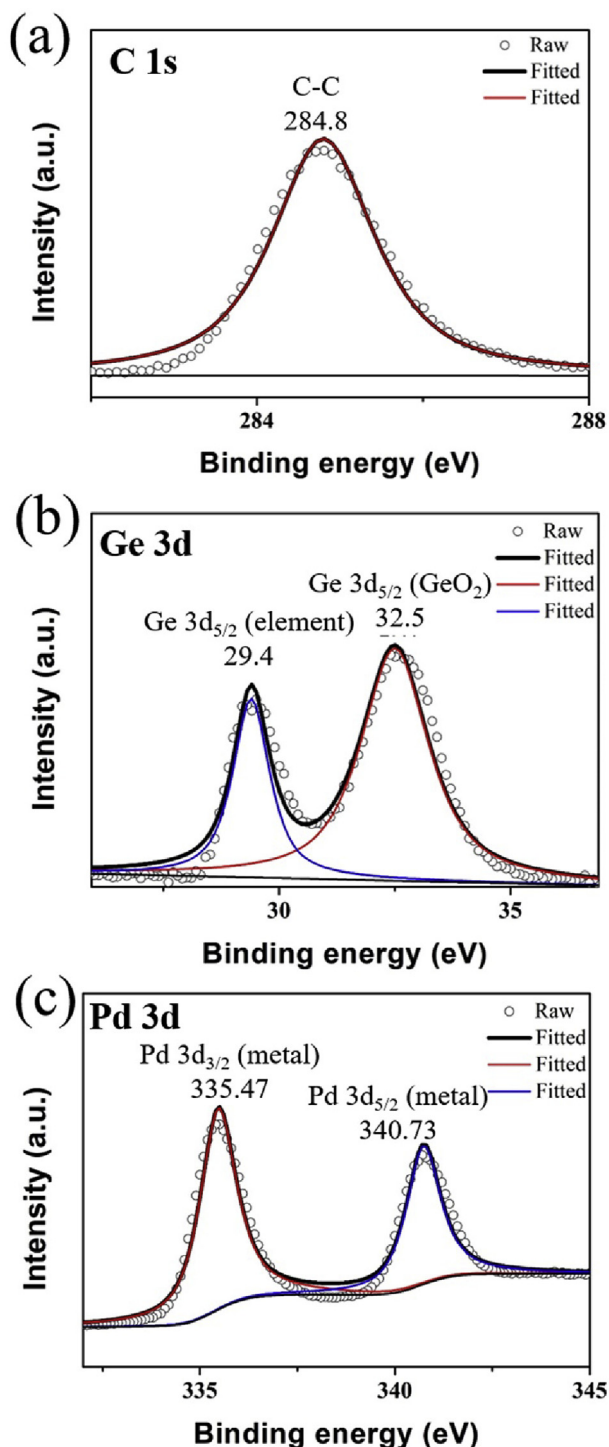 (a)
C 1s
C-C
284.8
Raw
Fitted
Fitted
Intensity (a.u.)
284
288
Binding energy (eV)
(b)
Ge 3d
Raw
Fitted
Fitted
Fitted
Ge 3d5/2 (GeO2)
32.5
Ge 3d5/2 (element)
29.4
Intensity (a.u.)
30
35
Binding energy (eV)
(c)
Pd 3d
Raw
Fitted
Fitted
Fitted
Pd 3d3/2 (metal)
335.47
Pd 3d5/2 (metal)
340.73
Intensity (a.u.)
335
340
345
Binding energy (eV)